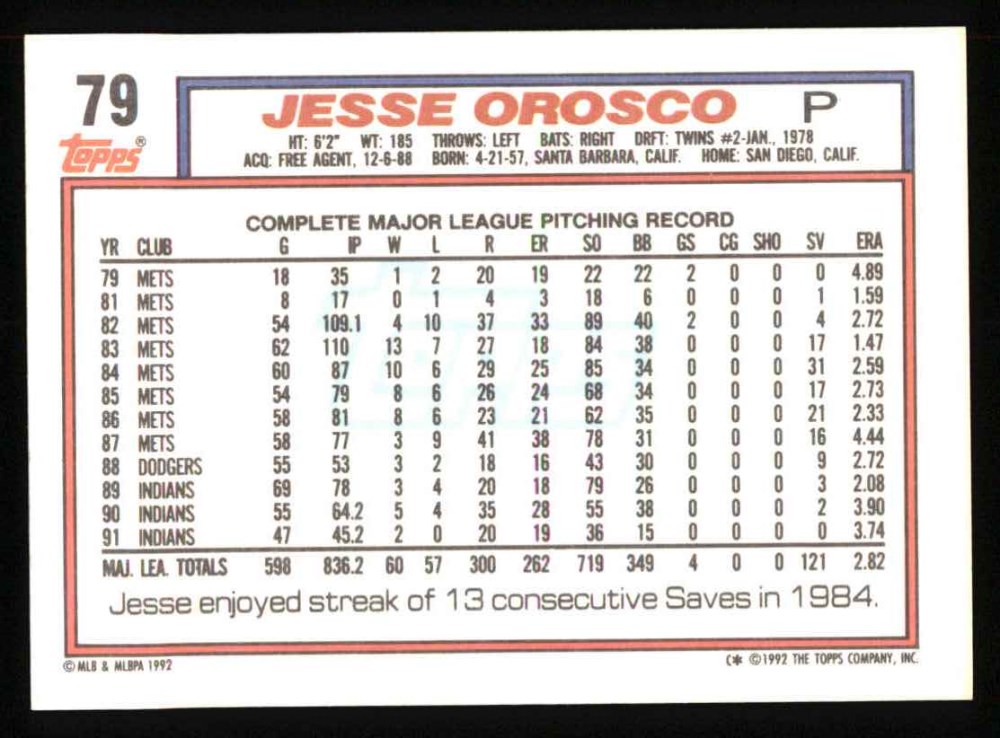 79
topps®
JESSE OROSCO P
HT: 6'2" WT: 185 THROWS: LEFT BATS: RIGHT DRFT: TWINS #2-JAN., 1978
ACQ: FREE AGENT, 12-6-88 BORN: 4-21-57, SANTA BARBARA, CALIF. HOME: SAN DIEGO, CALIF.
COMPLETE MAJOR LEAGUE PITCHING RECORD
YR CLUB G IP W L R ER SO BB GS CG SHO SV ERA
79 METS 18 35 1 2 20 19 22 22 2 0 0 0 4.89
81 METS 8 17 0 1 4 3 18 6 0 0 0 1 1.59
82 METS 54 109.1 4 10 37 33 89 40 2 0 0 4 2.72
83 METS 62 110 13 7 27 18 84 38 0 0 0 17 1.47
84 METS 60 87 10 6 29 25 85 34 0 0 0 31 2.59
85 METS 54 79 8 6 26 24 68 34 0 0 0 17 2.73
86 METS 58 81 8 6 23 21 62 35 0 0 0 21 2.33
87 METS 58 77 3 9 41 38 78 31 0 0 0 16 4.44
88 DODGERS 55 53 3 2 18 16 43 30 0 0 0 9 2.72
89 INDIANS 69 78 3 4 20 18 79 26 0 0 0 3 2.08
90 INDIANS 55 64.2 5 4 35 28 55 38 0 0 0 2 3.90
91 INDIANS 47 45.2 2 0 20 19 36 15 0 0 0 0 3.74
MAJ. LEA. TOTALS 598 836.2 60 57 300 262 719 349 4 0 0 121 2.82
Jesse enjoyed streak of 13 consecutive Saves in 1984.
© MLB & MLBPA 1992 (* ©1992 THE TOPPS COMPANY, INC.
topps